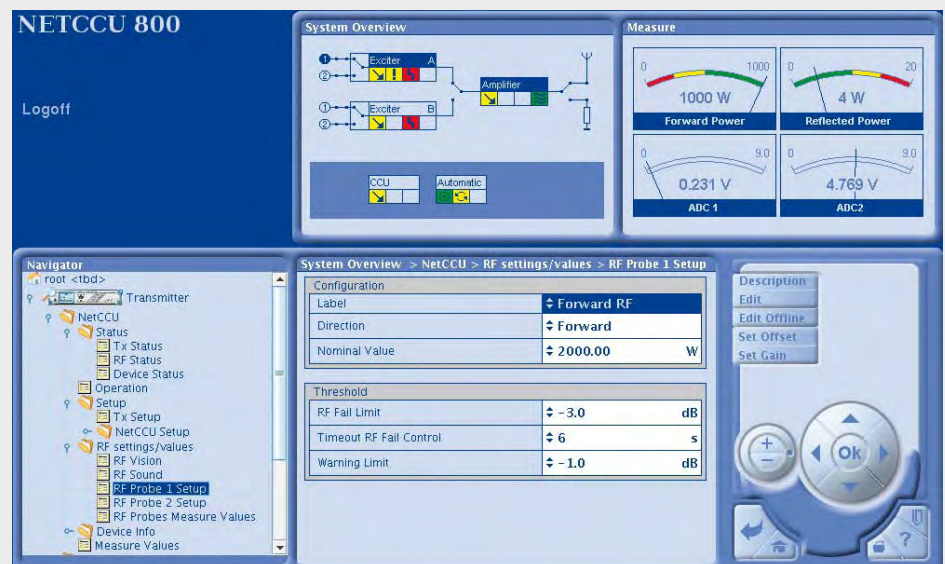 NETCCU 800
Logoff
System Overview
1
Exciter A
2
!
1
Exciter B
2
Amplifier
CCU
Automatic
Measure
0 1000
1000 W
Forward Power
0 20
4 W
Reflected Power
0 9.0
0.231 V
ADC 1
0 9.0
4.769 V
ADC2
Navigator
root <tbd>
Transmitter
NetCCU
Status
Tx Status
RF Status
Device Status
Operation
Setup
Tx Setup
NetCCU Setup
RF settings/values
RF Vision
RF Sound
RF Probe 1 Setup
RF Probe 2 Setup
RF Probes Measure Values
Device Info
Measure Values
System Overview > NetCCU > RF settings/values > RF Probe 1 Setup
Configuration
Label Forward RF
Direction Forward
Nominal Value 2000.00 W
Threshold
RF Fail Limit -3.0 dB
Timeout RF Fail Control 6 s
Warning Limit -1.0 dB
Description
Edit
Edit Offline
Set Offset
Set Gain
+
−
Ok
?